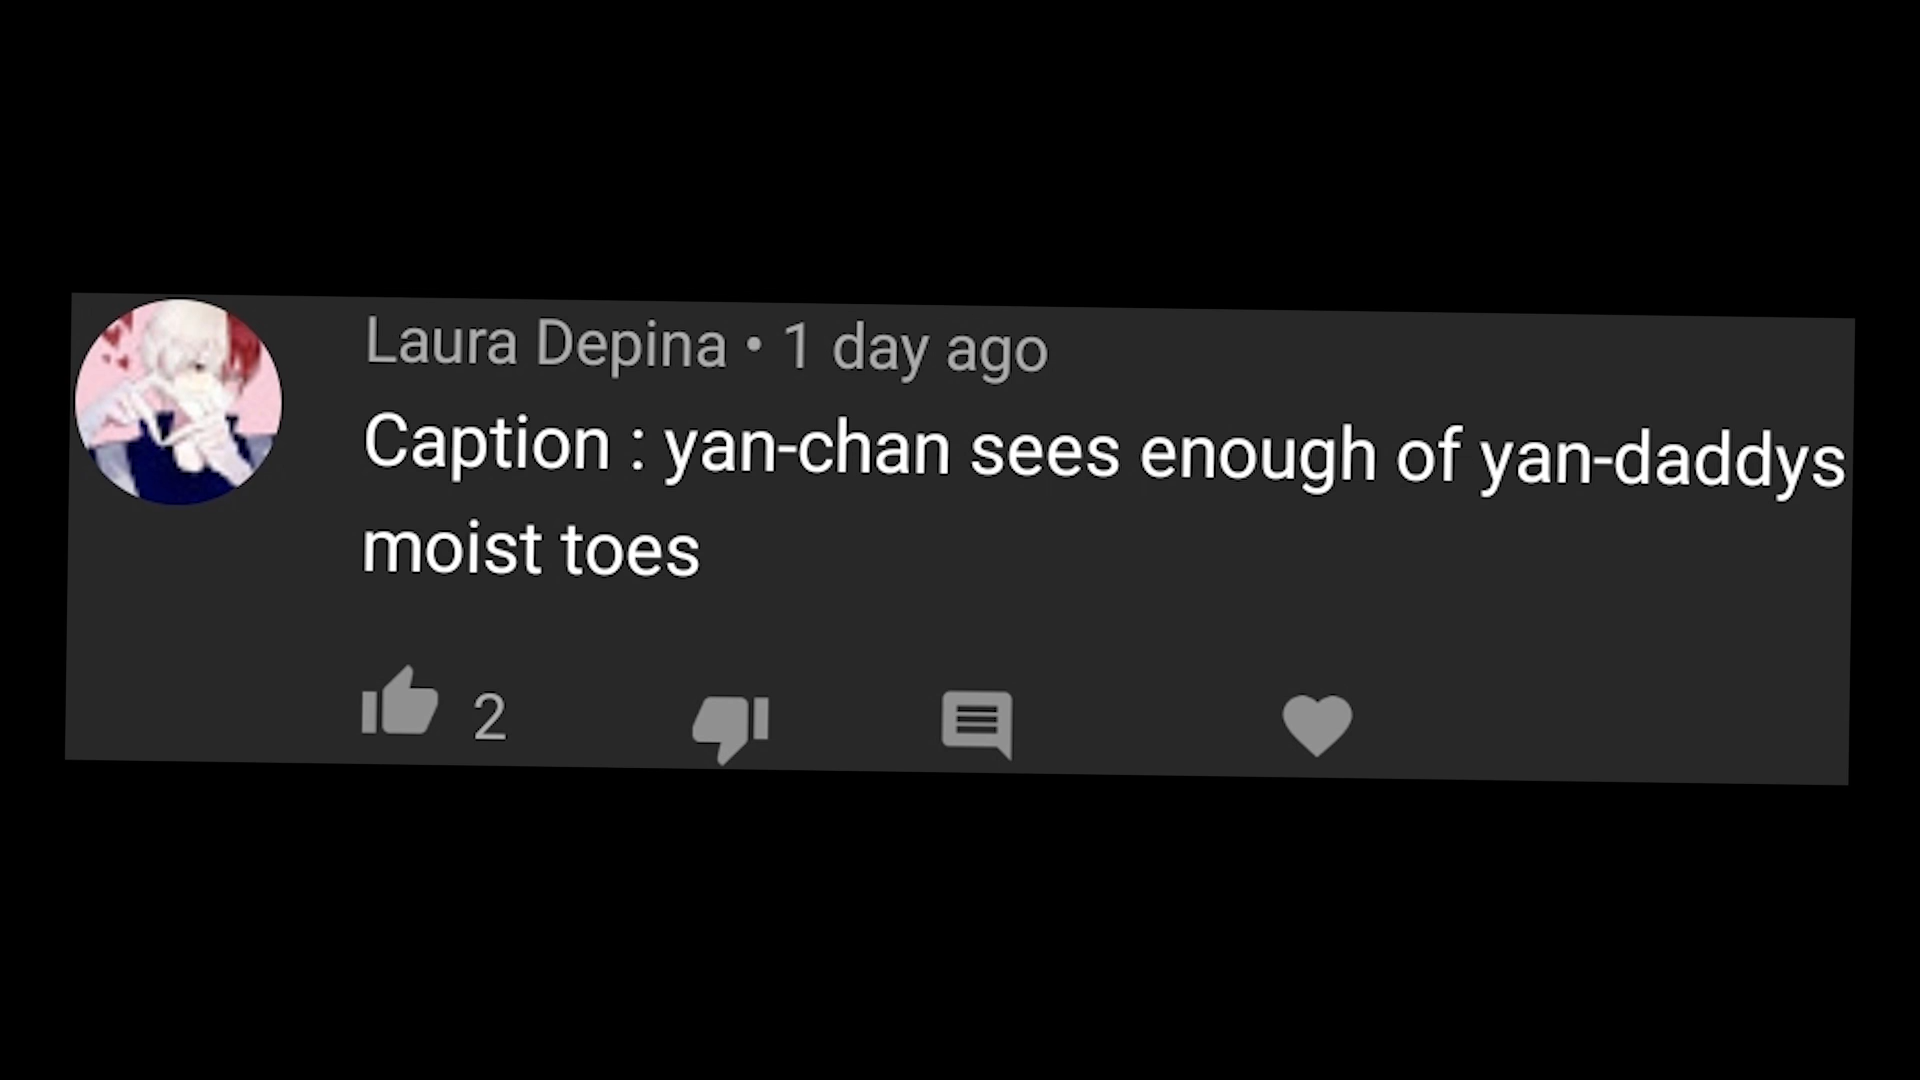 Laura Depina • 1 day ago
Caption : yan-chan sees enough of yan-daddys
moist toes
2